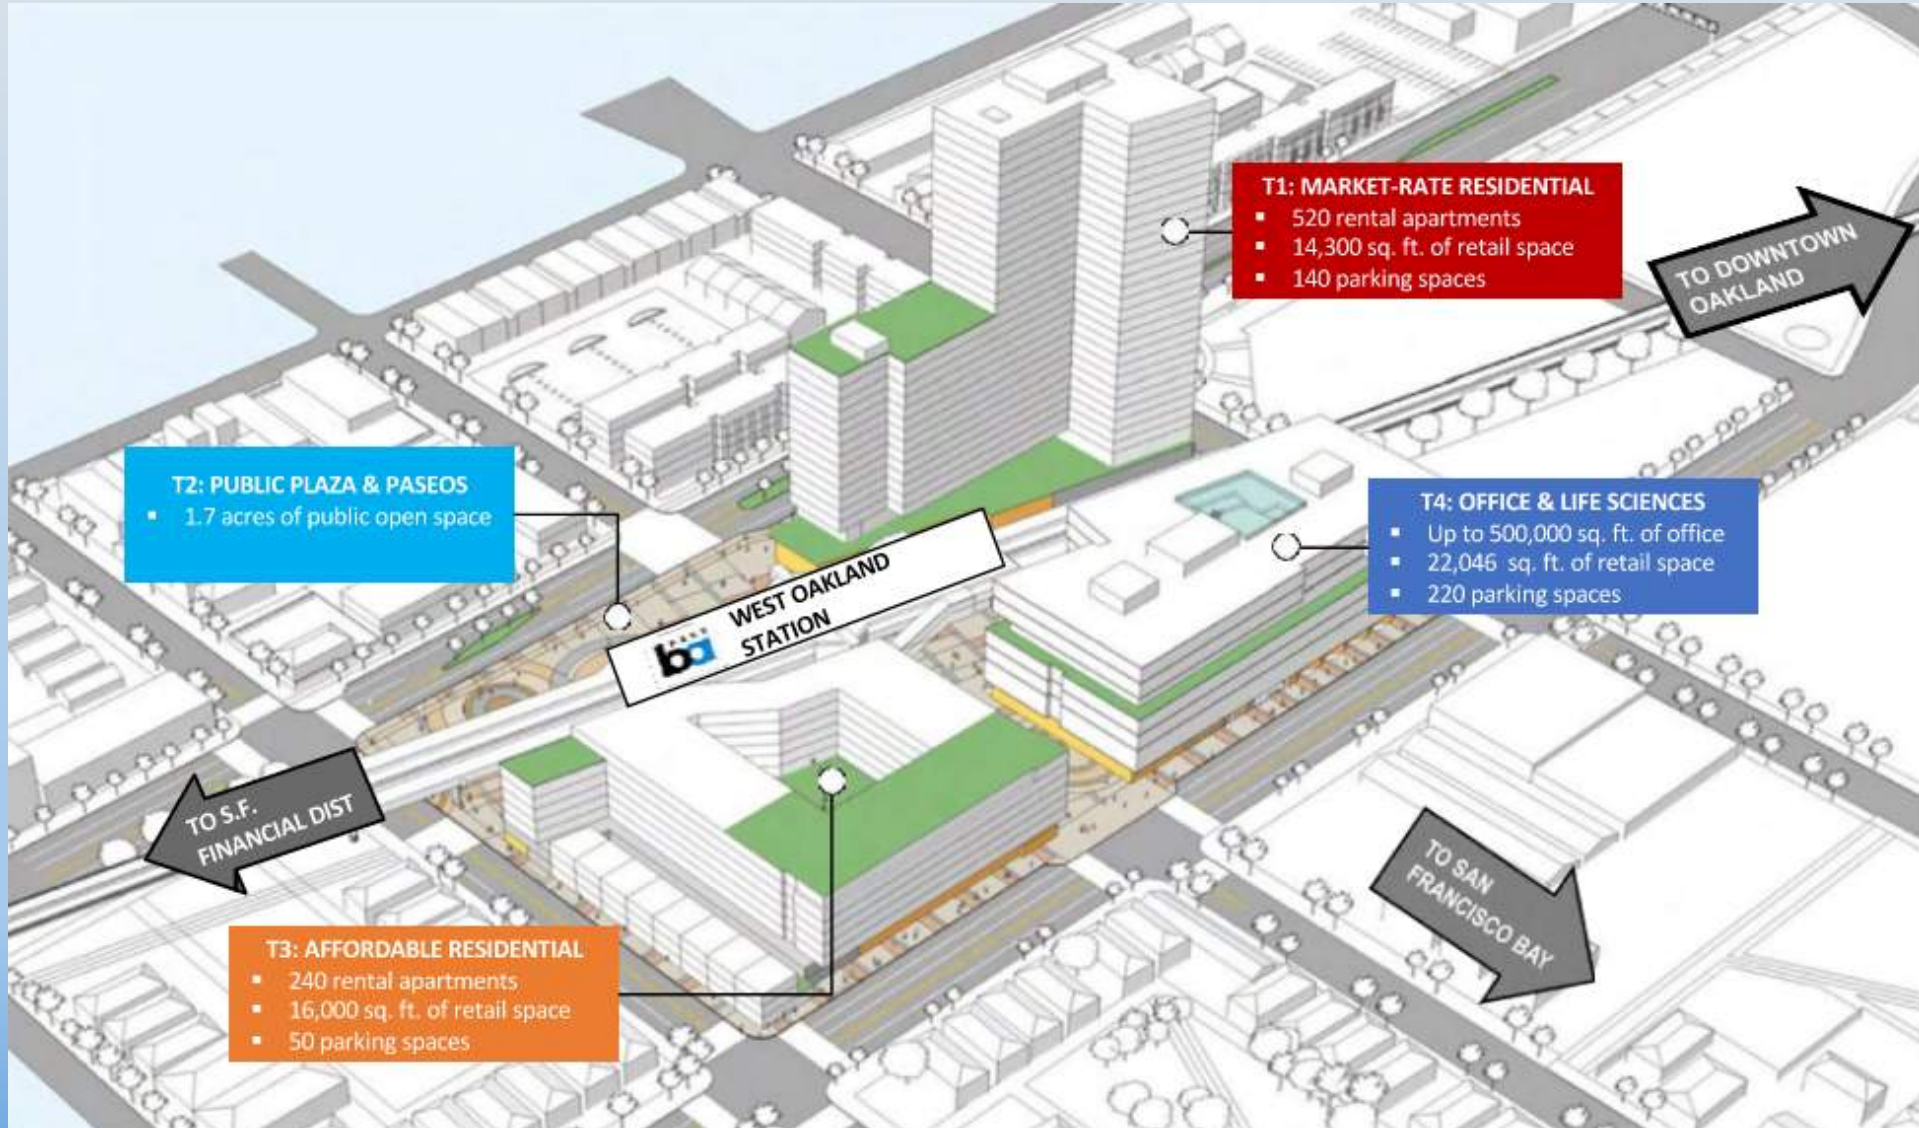 T1: MARKET-RATE RESIDENTIAL
▪ 520 rental apartments
▪ 14,300 sq. ft. of retail space
▪ 140 parking spaces
TO DOWNTOWN
OAKLAND
T2: PUBLIC PLAZA & PASEOS
▪ 1.7 acres of public open space
T4: OFFICE & LIFE SCIENCES
▪ Up to 500,000 sq. ft. of office
▪ 22,046 sq. ft. of retail space
▪ 220 parking spaces
ba
WEST OAKLAND
STATION
TO S.F.
FINANCIAL DIST
TO SAN
FRANCISCO BAY
T3: AFFORDABLE RESIDENTIAL
▪ 240 rental apartments
▪ 16,000 sq. ft. of retail space
▪ 50 parking spaces